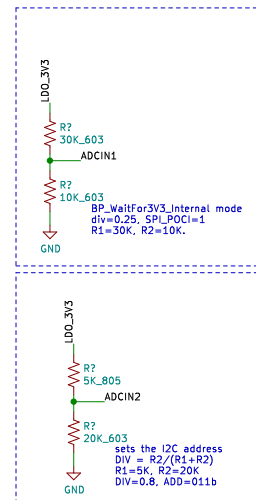 LDO_3V3
R?
30K_603
ADCIN1
R?
10K_603
GND
BP_WaitFor3V3_Internal mode
div=0.25, SPI_POCI=1
R1=30K, R2=10K.
LDO_3V3
R?
5K_805
ADCIN2
R?
20K_603
GND
sets the I2C address
DIV = R2/(R1+R2)
R1=5K, R2=20K
DIV=0.8, ADD=011b